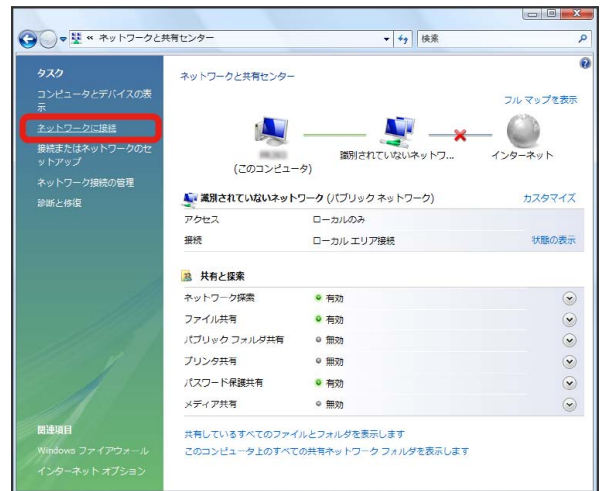 « ネットワークと共有センター
検索
タスク
コンピュータとデバイスの表
示
ネットワークに接続
接続またはネットワークのセ
ットアップ
ネットワーク接続の管理
診断と修復
ネットワークと共有センター
フル マップを表示
(このコンピュータ)
識別されていないネットワ...
インターネット
識別されていないネットワーク (パブリック ネットワーク)
カスタマイズ
アクセス ローカルのみ
接続 ローカル エリア接続 状態の表示
共有と探索
ネットワーク探索 有効
ファイル共有 有効
パブリック フォルダ共有 無効
プリンタ共有 無効
パスワード保護共有 有効
メディア共有 無効
共有しているすべてのファイルとフォルダを表示します
このコンピュータ上のすべての共有ネットワーク フォルダを表示します
関連項目
Windows ファイアウォール
インターネット オプション